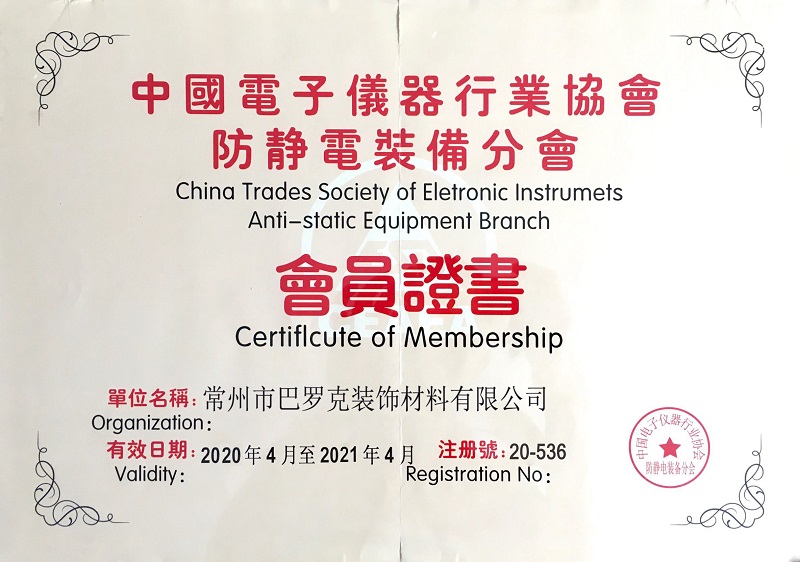 中國電子儀器行業協會
防静電裝備分會
China Trades Society of Eletronic Instrumets
Anti-static Equipment Branch
會員證書
Certiflcute of Membership
單位名稱：常州市巴罗克装饰材料有限公司
Organization：
有效日期：2020年4月至2021年4月 注册號：20-536
Validity： Registration No：
中国电子仪器行业协会
防静电装备分会